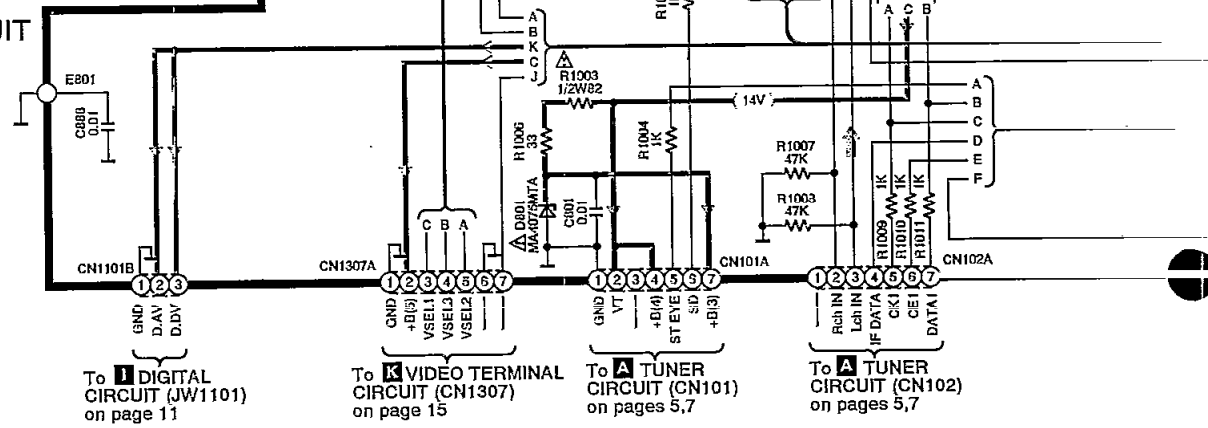 UIT
E801
C888
0.01
A
B
K
C
J
R1003
1/2W82
R1006
33
D801
MA4075MTA
C801
0.01
R1004
1K
14V
A C B
A
B
C
D
E
F
R1007
47K
R1008
47K
R1009 1K
R1010 1K
R1011 1K
C B A
CN1101B
1 2 3
GND
D.AV
D.DV
To DIGITAL
CIRCUIT (JW1101)
on page 11
CN1307A
1 2 3 4 5 6 7
GND
+B(5)
VSEL1
VSEL3
VSEL2
To K VIDEO TERMINAL
CIRCUIT (CN1307)
on page 15
CN101A
1 2 3 4 5 6 7
GND
VT
+B(4)
ST EYE
SD
+B(3)
To A TUNER
CIRCUIT (CN101)
on pages 5,7
CN102A
1 2 3 4 5 6 7
Rch IN
Lch IN
IF DATA
CK1
CE1
DATA1
To A TUNER
CIRCUIT (CN102)
on pages 5,7